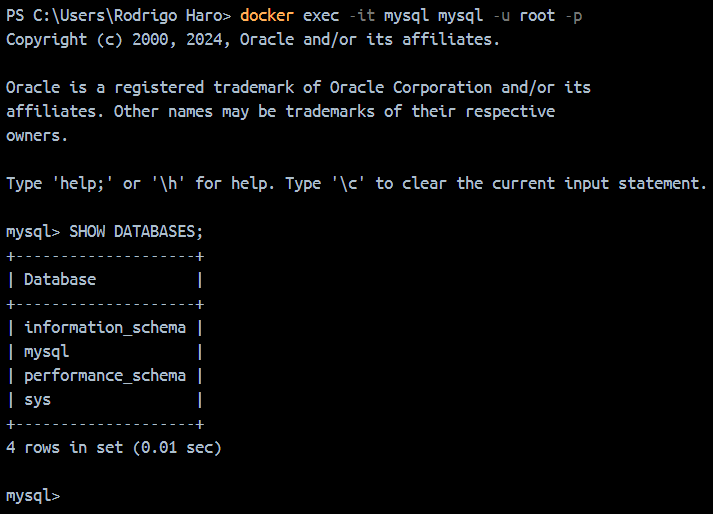 PS C:\Users\Rodrigo Haro> docker exec -it mysql mysql -u root -p
Copyright (c) 2000, 2024, Oracle and/or its affiliates.
Oracle is a registered trademark of Oracle Corporation and/or its
affiliates. Other names may be trademarks of their respective
owners.
Type 'help;' or '\h' for help. Type '\c' to clear the current input statement.
mysql> SHOW DATABASES;
+--------------------+
| Database           |
+--------------------+
| information_schema |
| mysql              |
| performance_schema |
| sys                |
+--------------------+
4 rows in set (0.01 sec)
mysql>